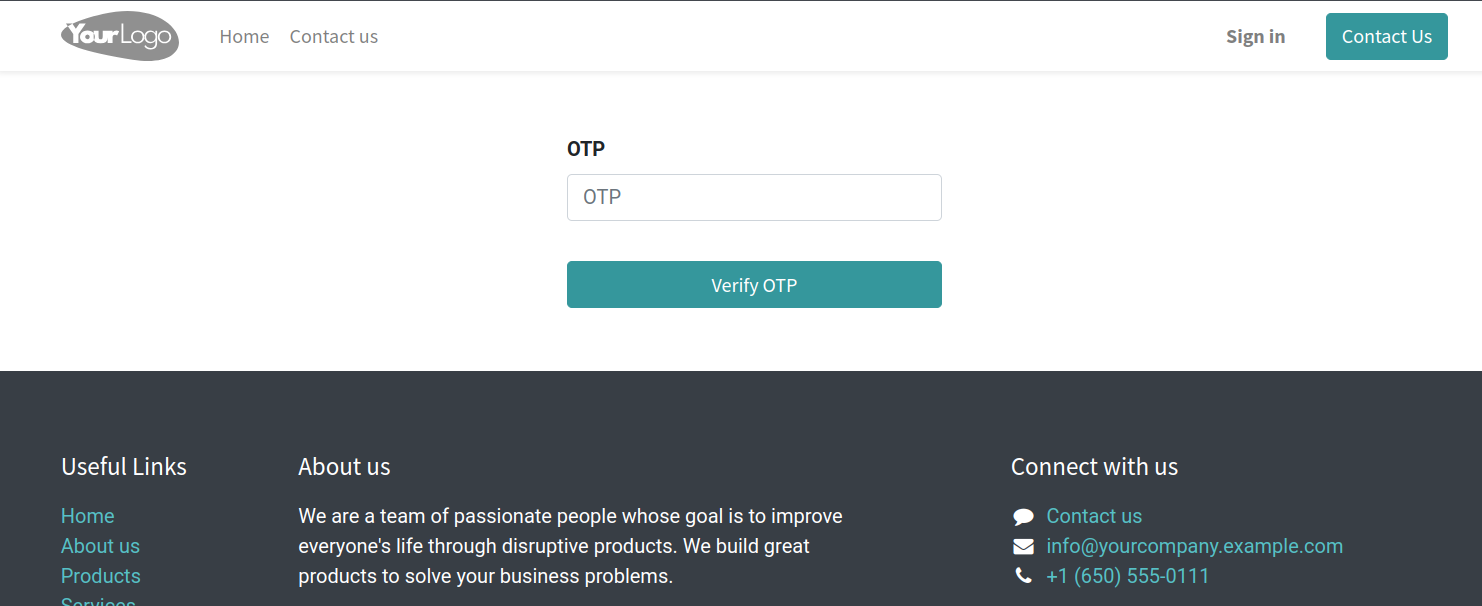 YourLogo Home Contact us Sign in Contact Us
OTP
OTP
Verify OTP
Useful Links
Home
About us
Products
Services
About us
We are a team of passionate people whose goal is to improve
everyone's life through disruptive products. We build great
products to solve your business problems.
Connect with us
Contact us
info@yourcompany.example.com
+1 (650) 555-0111